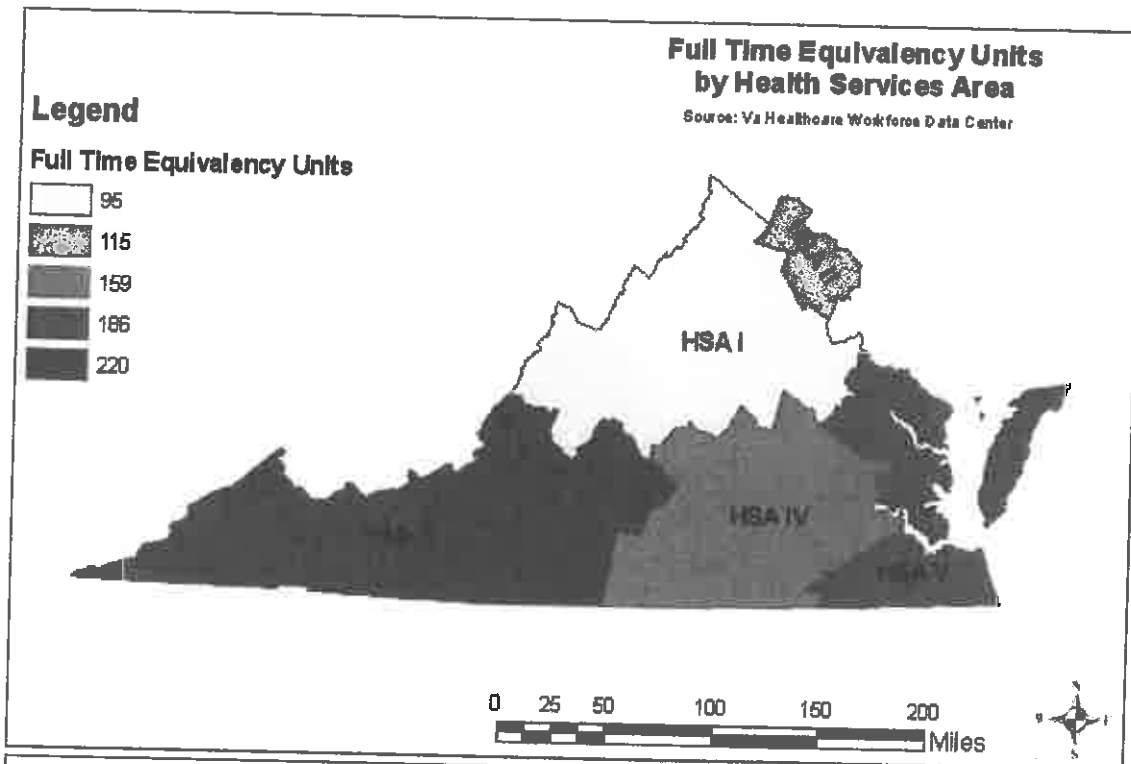 Full Time Equivalency Units
by Health Services Area
Source: Va Healthcare Workforce Data Center
Legend
Full Time Equivalency Units
95
115
159
186
220
HSA I
HSA IV
HSA V
0 25 50 100 150 200
Miles
N
S